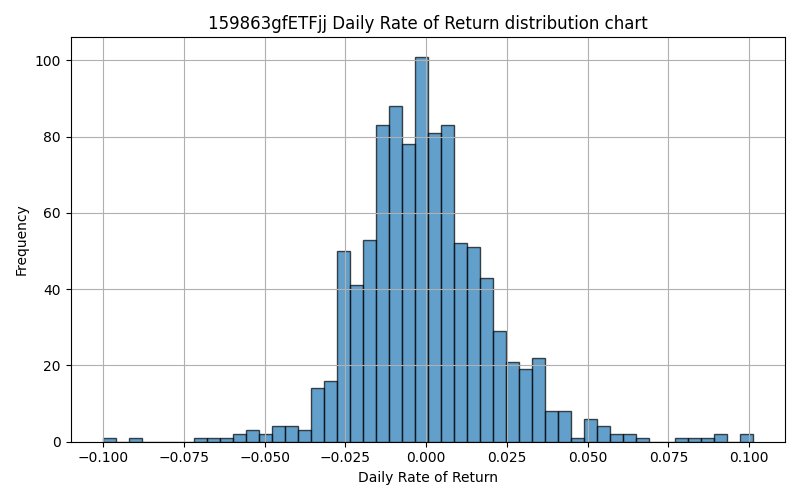 159863gfETFjj Daily Rate of Return distribution chart
100
80
60
40
20
0
Frequency
−0.100 −0.075 −0.050 −0.025 0.000 0.025 0.050 0.075 0.100
Daily Rate of Return